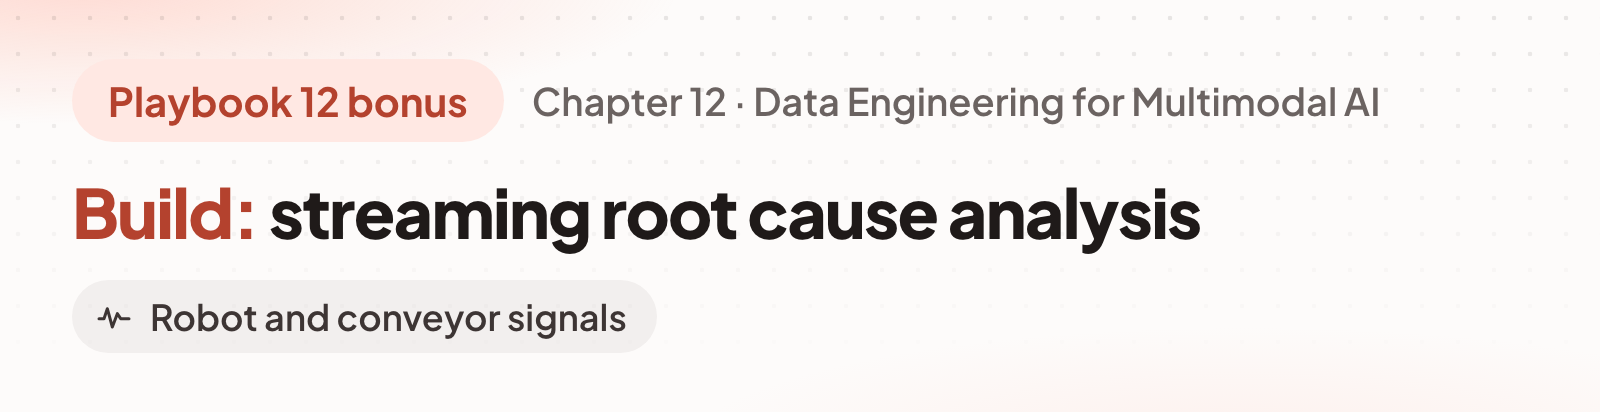 Playbook 12 bonus Chapter 12 · Data Engineering for Multimodal AI
Build: streaming root cause analysis
Robot and conveyor signals